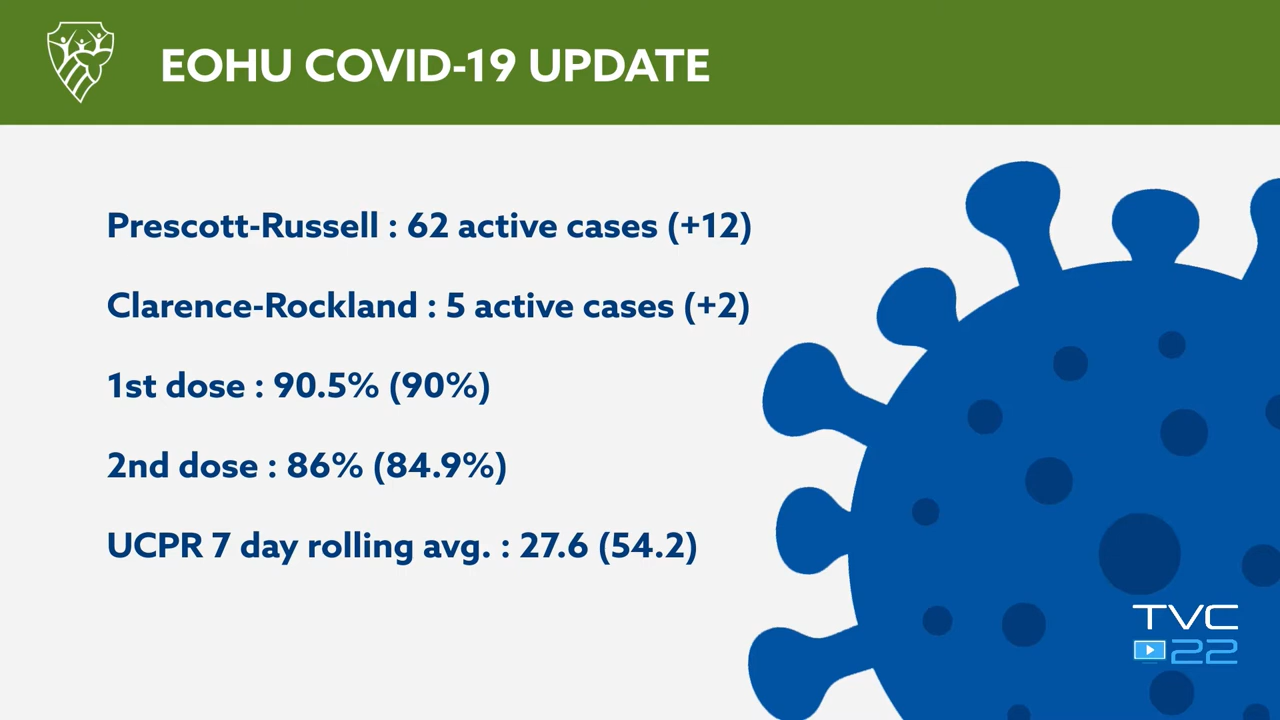 EOHU COVID-19 UPDATE
Prescott-Russell : 62 active cases (+12)
Clarence-Rockland : 5 active cases (+2)
1st dose : 90.5% (90%)
2nd dose : 86% (84.9%)
UCPR 7 day rolling avg. : 27.6 (54.2)
TVC
22